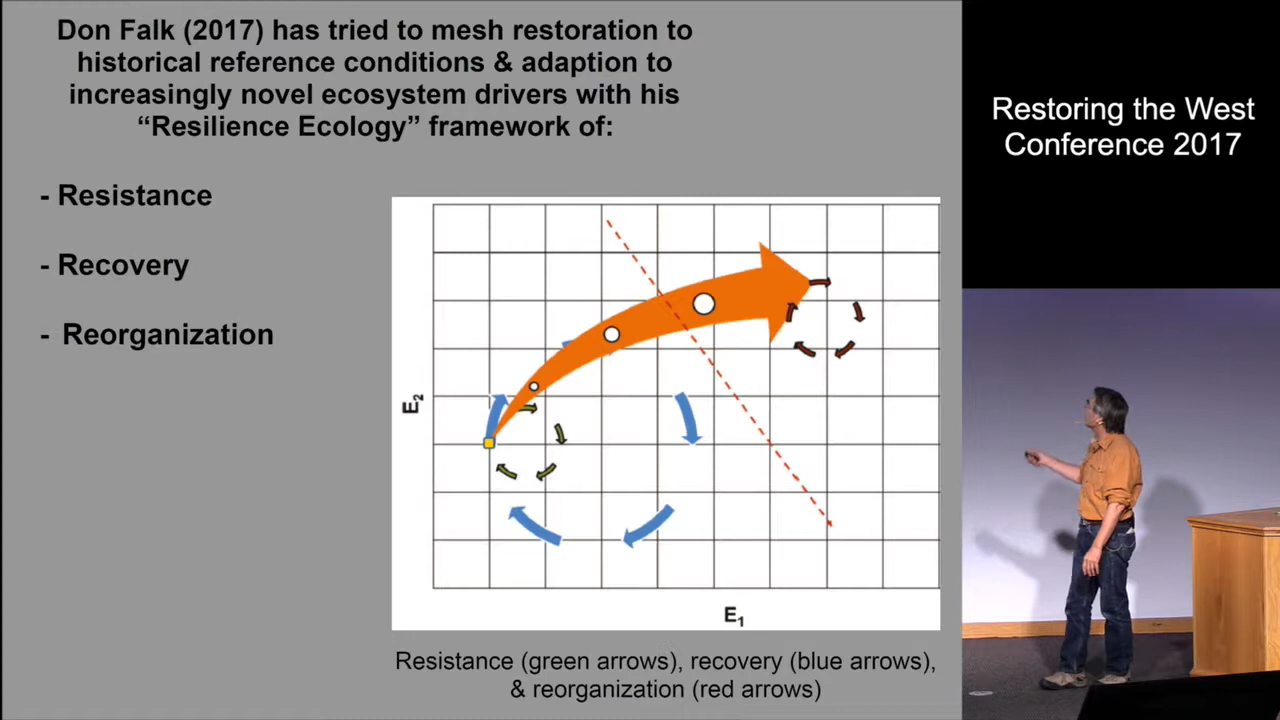 Don Falk (2017) has tried to mesh restoration to
historical reference conditions & adaption to
increasingly novel ecosystem drivers with his
“Resilience Ecology” framework of:
- Resistance
- Recovery
- Reorganization
E2
E1
Resistance (green arrows), recovery (blue arrows),
& reorganization (red arrows)
Restoring the West
Conference 2017